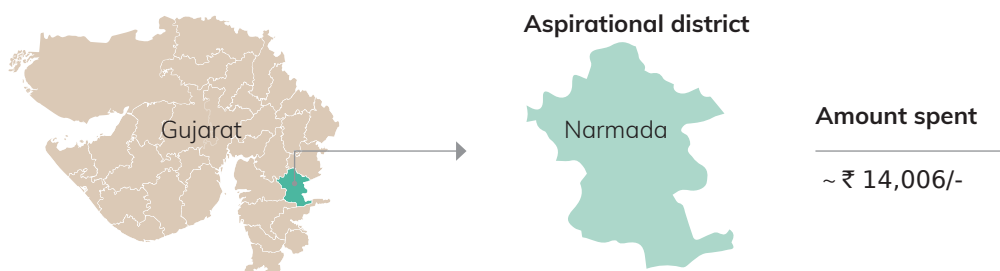 Aspirational district
Gujarat
Narmada
Amount spent
~ ₹ 14,006/-